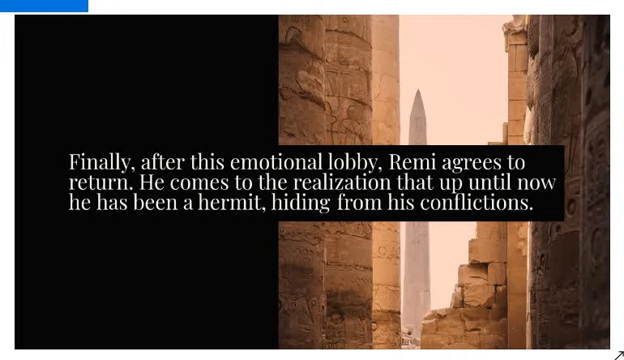 Finally, after this emotional lobby, Remi agrees to
return. He comes to the realization that up until now
he has been a hermit, hiding from his conflictions.